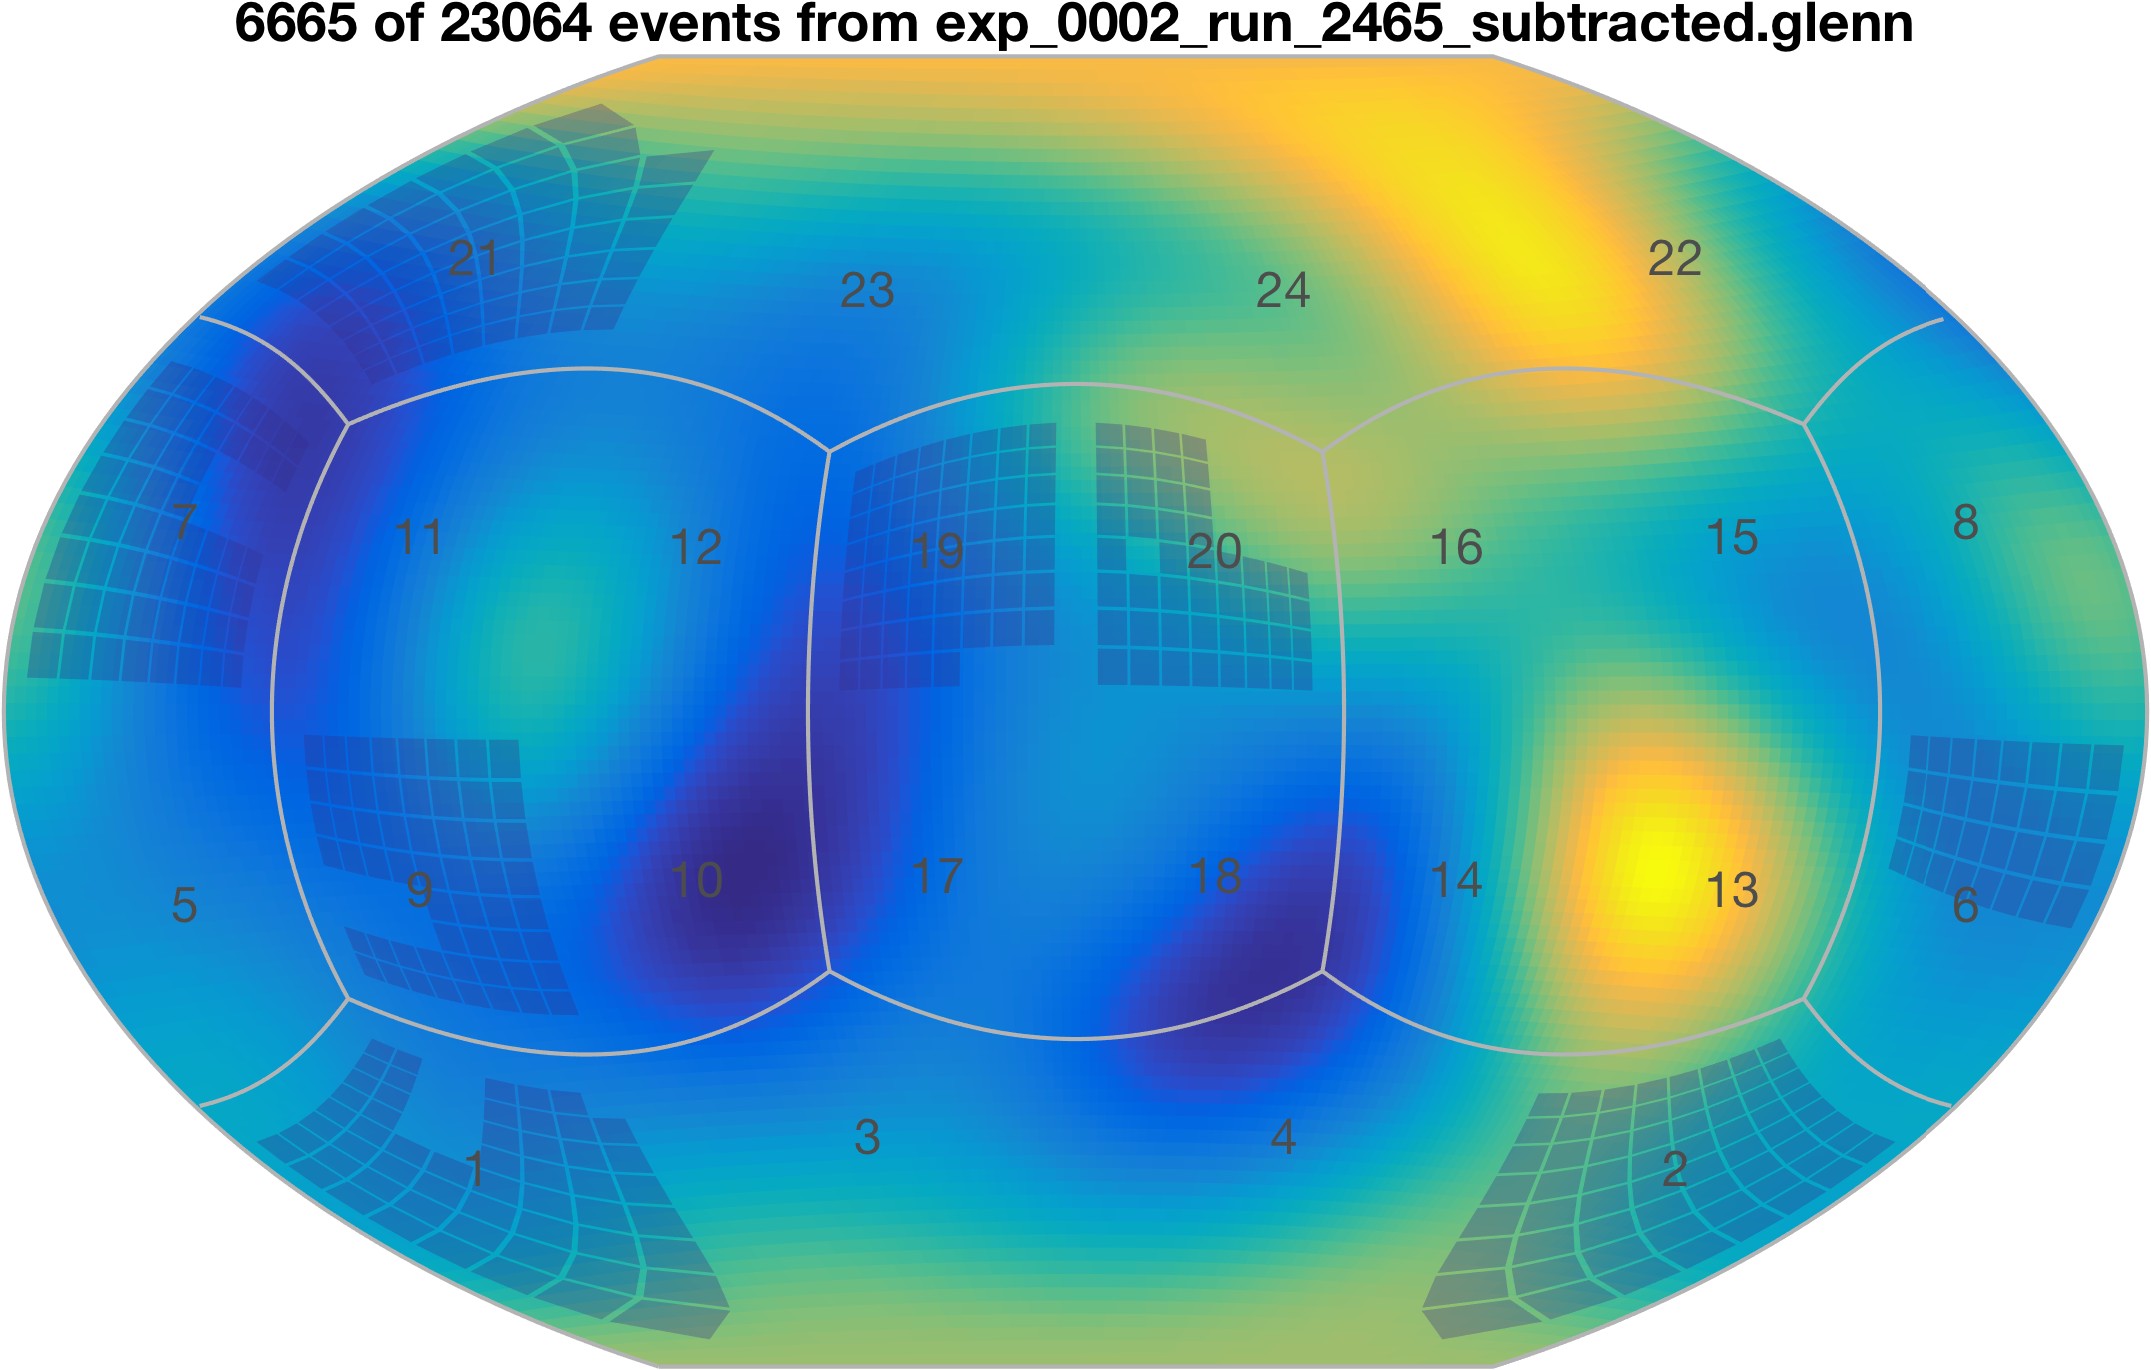 6665 of 23064 events from exp_0002_run_2465_subtracted.glenn
21 23 24 22
7 11 12 19 20 16 15 8
5 9 10 17 18 14 13 6
1 3 4 2